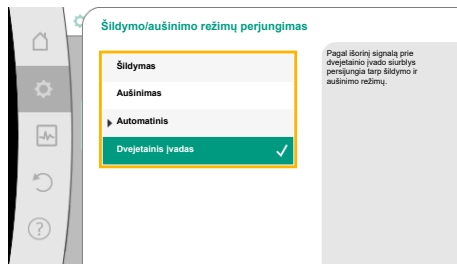 Šildymo/aušinimo režimų perjungimas
Šildymas
Aušinimas
Automatinis
Dvejetainis įvadas
Pagal išorinį signalą prie
dvejetainio įvado siurblys
persijungia tarp šildymo ir
aušinimo režimų.